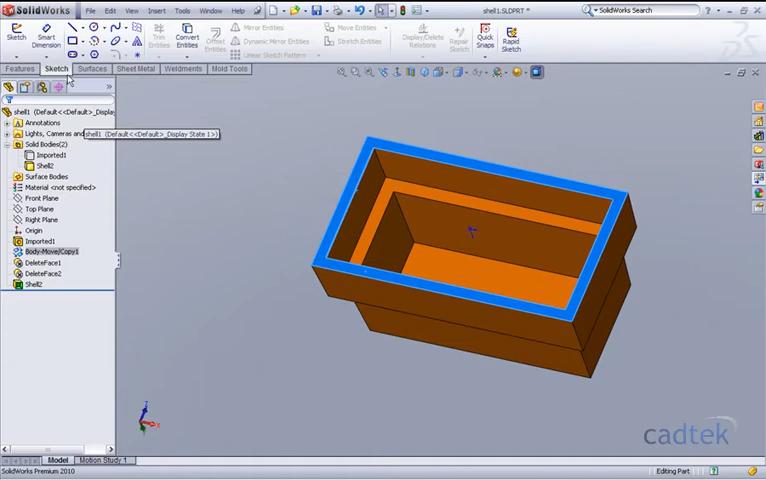 SolidWorks
File Edit View Insert Tools Window Help
shell1.SLDPRT *
SolidWorks Search
Sketch
Smart Dimension
Trim Entities
Convert Entities
Offset Entities
Mirror Entities
Linear Sketch Pattern
Move Entities
Dynamic Mirror Entities
Stretch Entities
Display/Delete Relations
Repair Sketch
Quick Snaps
Rapid Sketch
Features Sketch Surfaces Sheet Metal Weldments Mold Tools
shell1 (Default<<Default>_Displa
Annotations
Lights, Cameras and
shell1 (Default<<Default>_Display State 1>)
Solid Bodies(2)
Imported1
Shell2
Surface Bodies
Material <not specified>
Front Plane
Top Plane
Right Plane
Origin
Imported1
Body-Move/Copy1
DeleteFace1
DeleteFace2
Shell2
Z
X
cadtek
Model Motion Study 1
SolidWorks Premium 2010
Editing Part